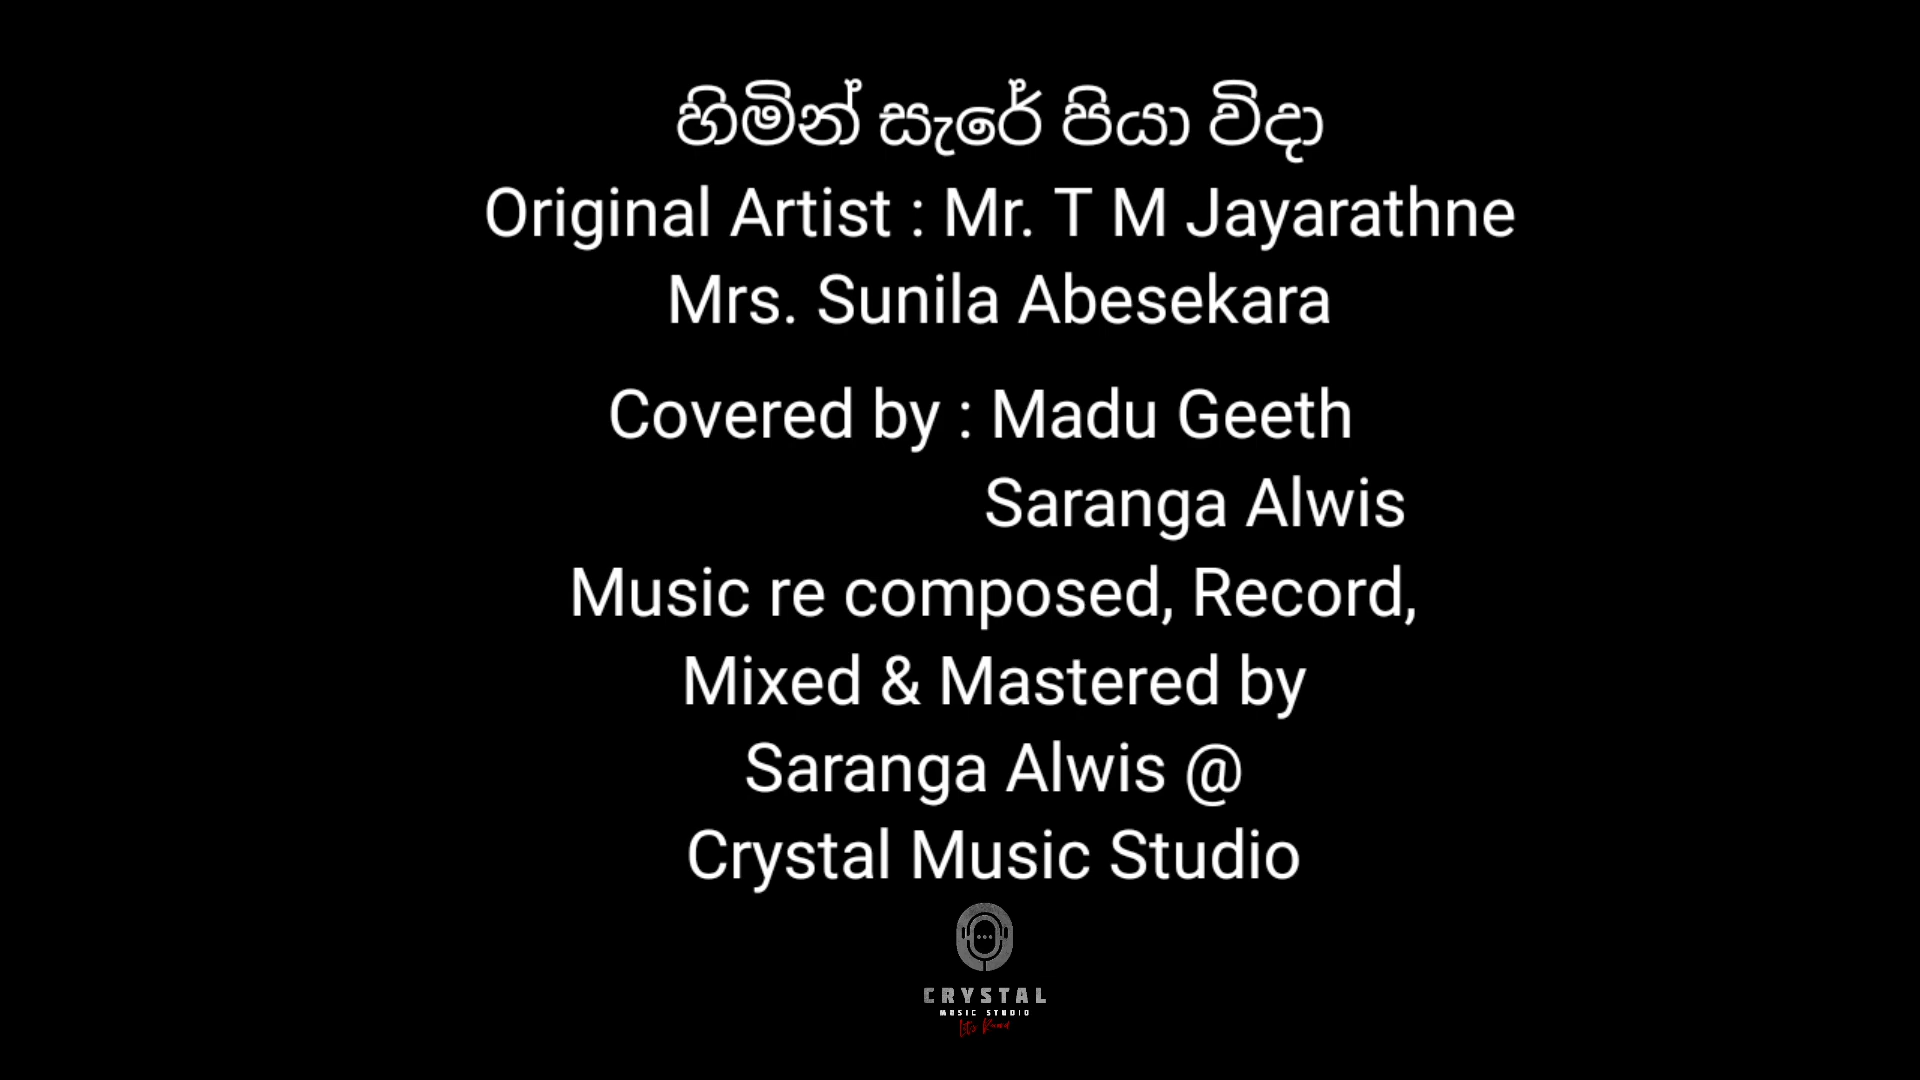 හිමින් සැරේ පියා විදා
Original Artist : Mr. T M Jayarathne
Mrs. Sunila Abesekara
Covered by : Madu Geeth
Saranga Alwis
Music re composed, Record,
Mixed & Mastered by
Saranga Alwis @
Crystal Music Studio
CRYSTAL
MUSIC STUDIO